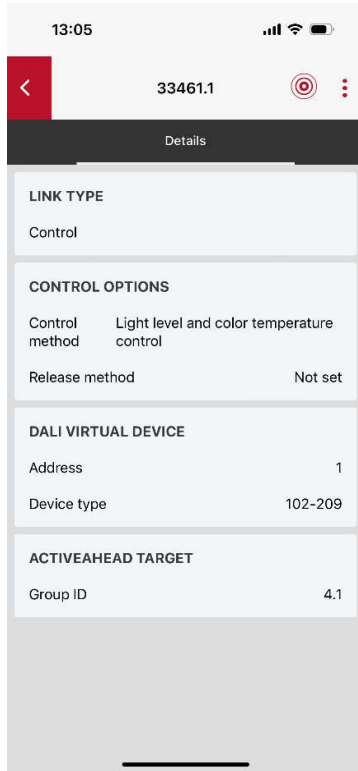 13:05
33461.1
Details
LINK TYPE
Control
CONTROL OPTIONS
Control method
Light level and color temperature control
Release method Not set
DALI VIRTUAL DEVICE
Address 1
Device type 102-209
ACTIVEAHEAD TARGET
Group ID 4.1